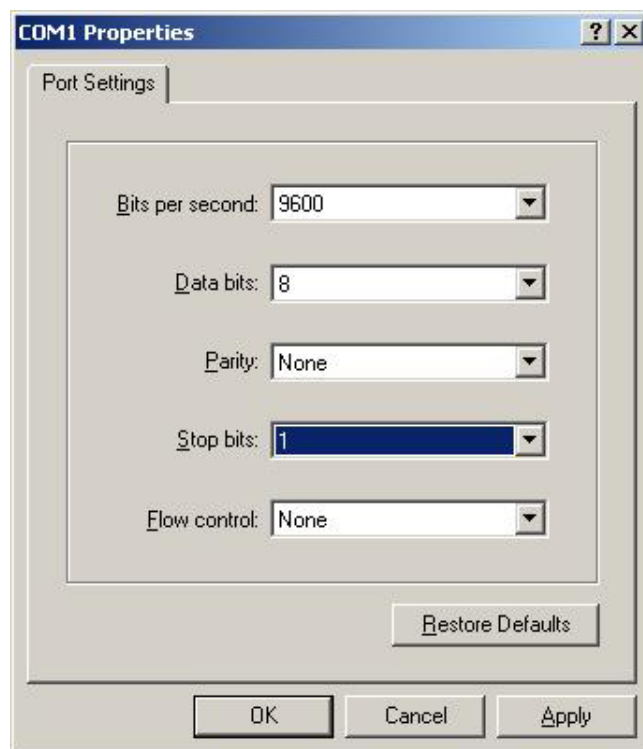 COM1 Properties
Port Settings
Bits per second: 9600
Data bits: 8
Parity: None
Stop bits: 1
Flow control: None
Restore Defaults
OK Cancel Apply